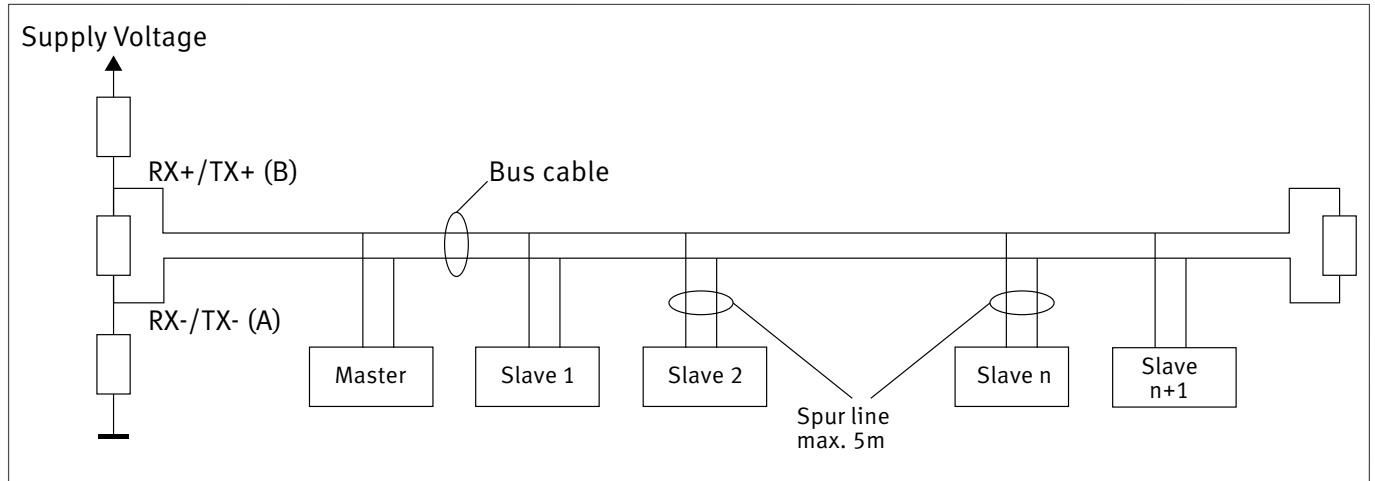 Supply Voltage
RX+/TX+ (B)
Bus cable
RX-/TX- (A)
Master
Slave 1
Slave 2
Slave n
Slave
n+1
Spur line
max. 5m